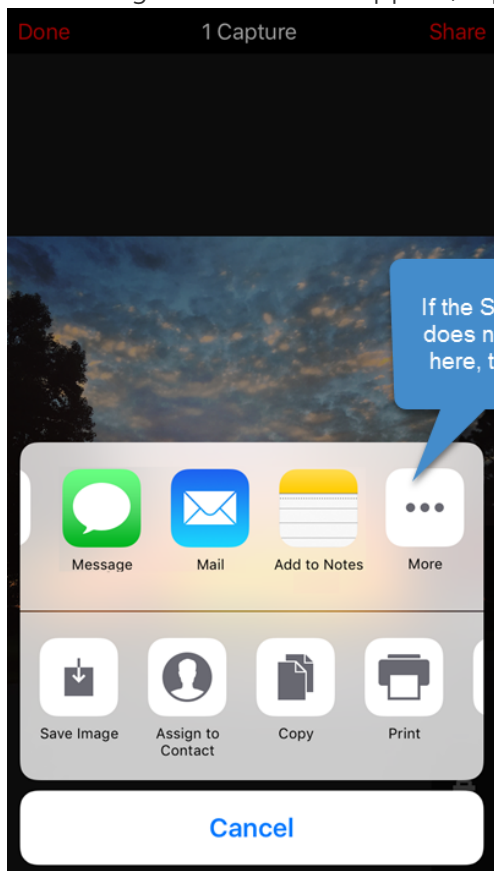 Done 1 Capture Share
If the S
does n
here, t
Message Mail Add to Notes More
Save Image Assign to Copy Print
Contact
Cancel